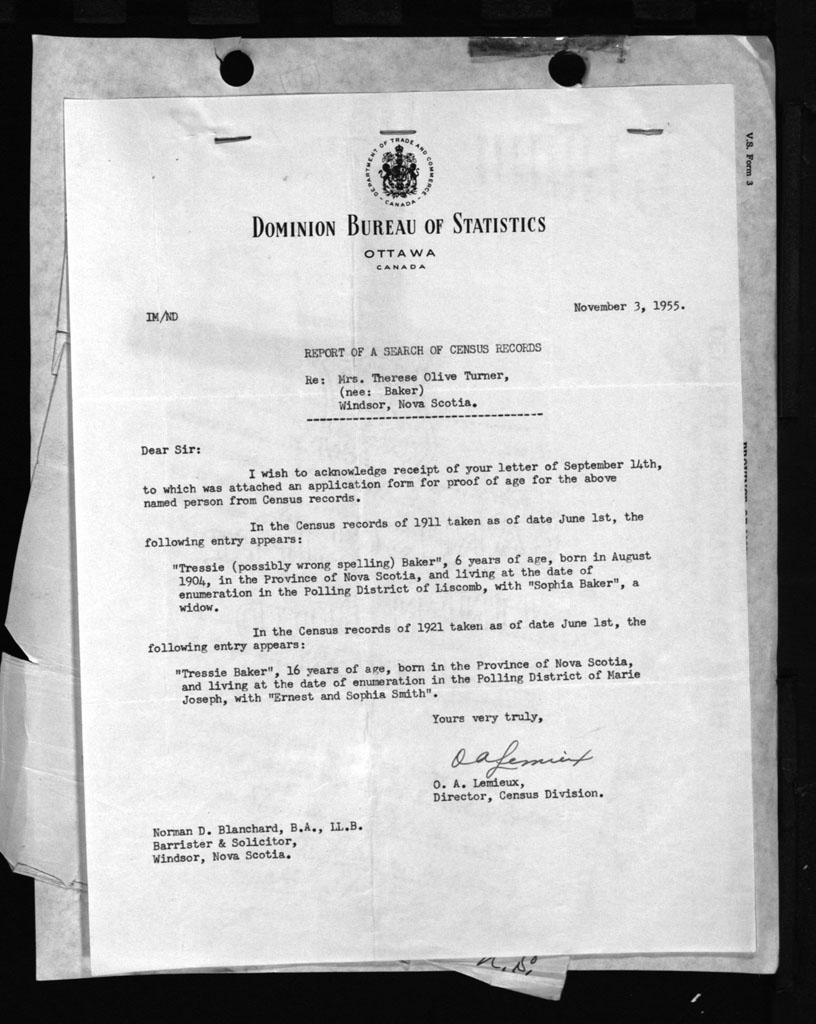 V.S. Form 3
DEPARTMENT OF TRADE AND COMMERCE
- CANADA -
DOMINION BUREAU OF STATISTICS
OTTAWA
CANADA
November 3, 1955.
IM/ND
REPORT OF A SEARCH OF CENSUS RECORDS
Re: Mrs. Therese Olive Turner,
(nee: Baker)
Windsor, Nova Scotia.
------------------------------------
Dear Sir:
I wish to acknowledge receipt of your letter of September 14th,
to which was attached an application form for proof of age for the above
named person from Census records.
In the Census records of 1911 taken as of date June 1st, the
following entry appears:
"Tressie (possibly wrong spelling) Baker", 6 years of age, born in August
1904, in the Province of Nova Scotia, and living at the date of
enumeration in the Polling District of Liscomb, with "Sophia Baker", a
widow.
In the Census records of 1921 taken as of date June 1st, the
following entry appears:
"Tressie Baker", 16 years of age, born in the Province of Nova Scotia,
and living at the date of enumeration in the Polling District of Marie
Joseph, with "Ernest and Sophia Smith".
Yours very truly,
O A Lemieux
O. A. Lemieux,
Director, Census Division.
Norman D. Blanchard, B.A., LL.B.
Barrister & Solicitor,
Windsor, Nova Scotia.